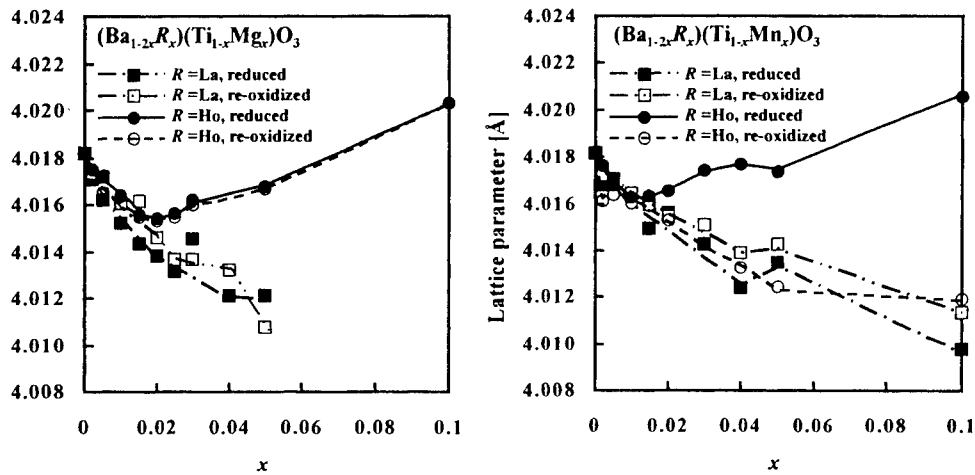 (Ba₁₋₂ₓRₓ)(Ti₁₋ₓMgₓ)O₃
R =La, reduced
R =La, re-oxidized
R =Ho, reduced
R =Ho, re-oxidized
4.024
4.022
4.020
4.018
4.016
4.014
4.012
4.010
4.008
0
0.02
0.04
0.06
0.08
0.1
x
(Ba₁₋₂ₓRₓ)(Ti₁₋ₓMnₓ)O₃
R =La, reduced
R =La, re-oxidized
R =Ho, reduced
R =Ho, re-oxidized
Lattice parameter [Å]
4.024
4.022
4.020
4.018
4.016
4.014
4.012
4.010
4.008
0
0.02
0.04
0.06
0.08
0.1
x